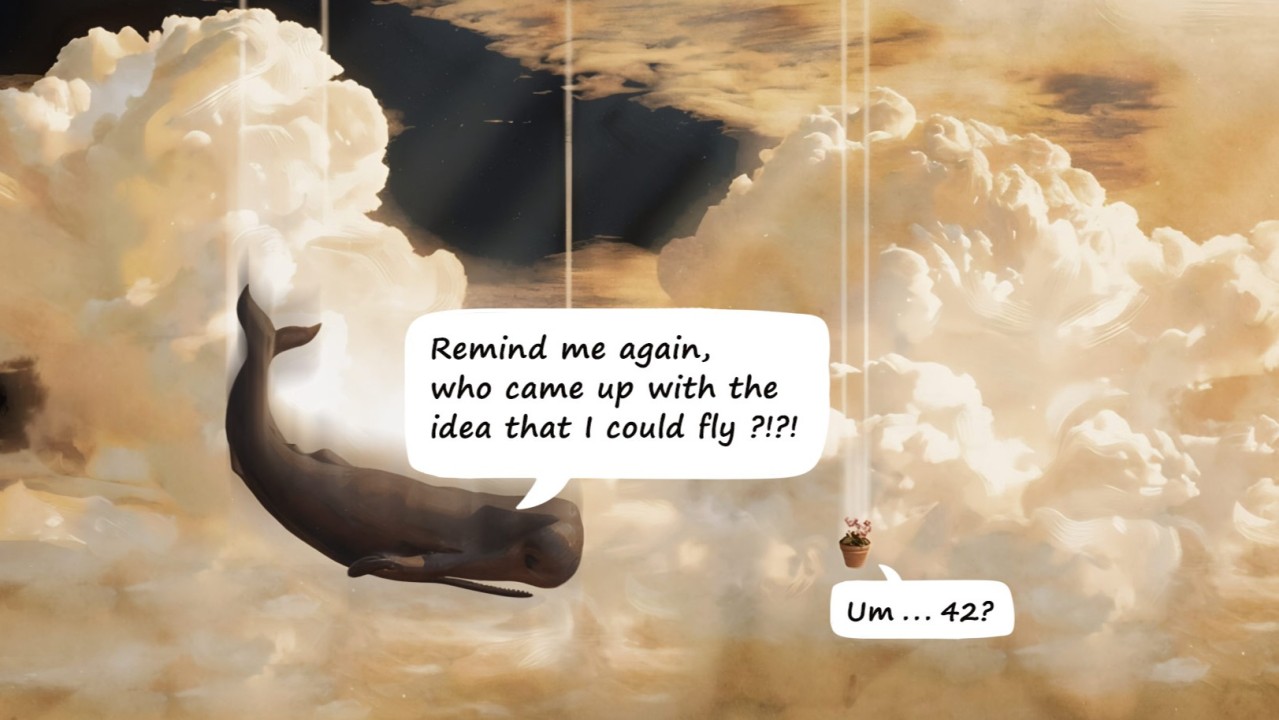 Remind me again,
who came up with the
idea that I could fly ?!?!
Um ... 42?